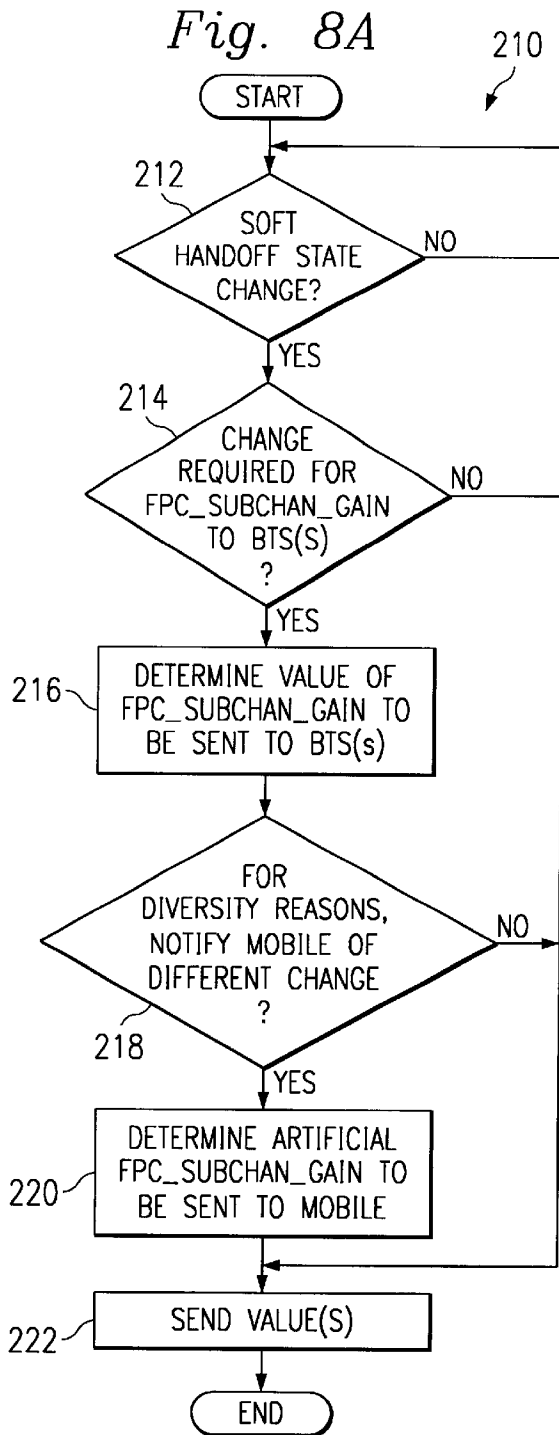 Fig. 8A
210
START
212
SOFT
HANDOFF STATE
CHANGE?
NO
YES
214
CHANGE
REQUIRED FOR
FPC_SUBCHAN_GAIN
TO BTS(S)
?
NO
YES
216
DETERMINE VALUE OF
FPC_SUBCHAN_GAIN TO
BE SENT TO BTS(s)
FOR
DIVERSITY REASONS,
NOTIFY MOBILE OF
DIFFERENT CHANGE
?
NO
218
YES
DETERMINE ARTIFICIAL
FPC_SUBCHAN_GAIN TO
BE SENT TO MOBILE
220
SEND VALUE(S)
222
END